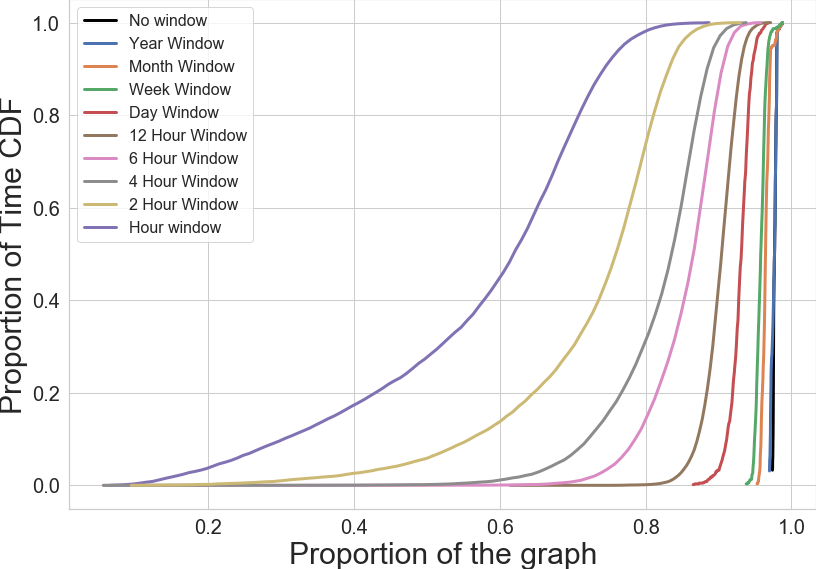 No window
Year Window
Month Window
Week Window
Day Window
12 Hour Window
6 Hour Window
4 Hour Window
2 Hour Window
Hour window
Proportion of Time CDF
1.0
0.8
0.6
0.4
0.2
0.0
0.2 0.4 0.6 0.8 1.0
Proportion of the graph